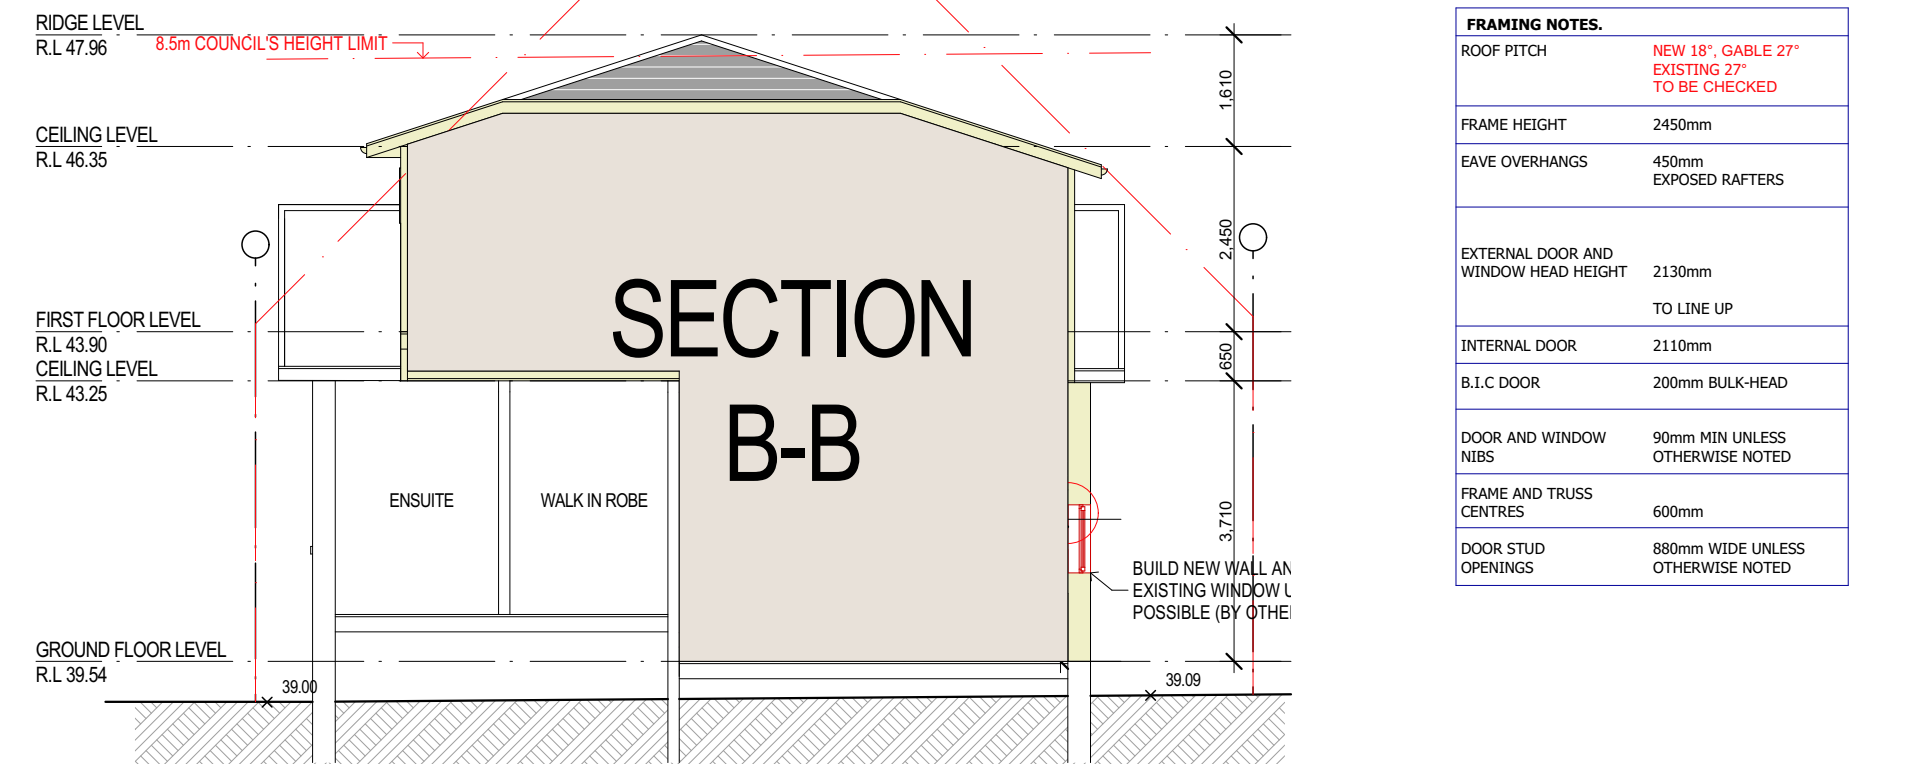 RIDGE LEVEL
R.L 47.96
8.5m COUNCIL'S HEIGHT LIMIT
1,610
CEILING LEVEL
R.L 46.35
2,450
SECTION
B-B
FIRST FLOOR LEVEL
R.L 43.90
650
CEILING LEVEL
R.L 43.25
ENSUITE
WALK IN ROBE
3,710
BUILD NEW WALL AN
EXISTING WINDOW
POSSIBLE (BY OTHE
GROUND FLOOR LEVEL
R.L 39.54
39.00
39.09
FRAMING NOTES.
ROOF PITCH NEW 18°, GABLE 27°
EXISTING 27°
TO BE CHECKED
FRAME HEIGHT 2450mm
EAVE OVERHANGS 450mm
EXPOSED RAFTERS
EXTERNAL DOOR AND
WINDOW HEAD HEIGHT 2130mm
TO LINE UP
INTERNAL DOOR 2110mm
B.I.C DOOR 200mm BULK-HEAD
DOOR AND WINDOW 90mm MIN UNLESS
NIBS OTHERWISE NOTED
FRAME AND TRUSS
CENTRES 600mm
DOOR STUD 880mm WIDE UNLESS
OPENINGS OTHERWISE NOTED